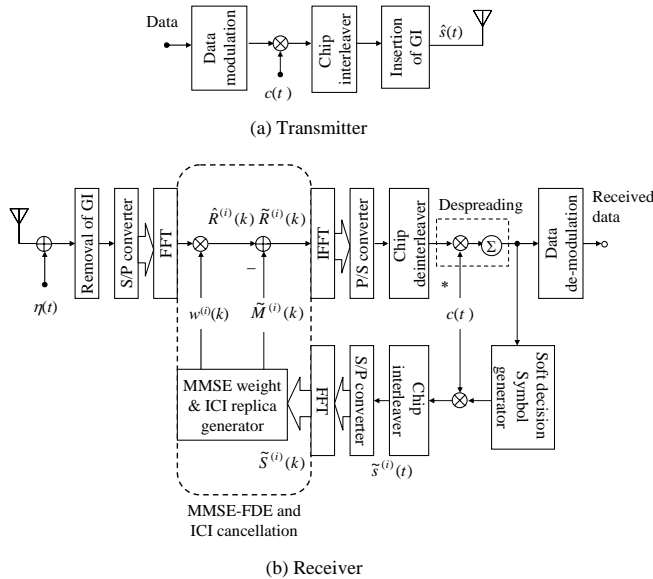 Data
Data
modulation
c(t)
Chip
interleaver
Insertion
of GI
ŝ(t)
(a) Transmitter
η(t)
Removal of GI
S/P converter
FFT
R̂⁽ⁱ⁾(k)
R̃⁽ⁱ⁾(k)
−
w⁽ⁱ⁾(k)
M̃⁽ⁱ⁾(k)
IFFT
P/S converter
Chip
deinterleaver
Despreading
Σ
*
c(t)
Data
de-modulation
Received
data
MMSE weight
& ICI replica
generator
S̃⁽ⁱ⁾(k)
FFT
S/P converter
s̃⁽ⁱ⁾(t)
Chip
interleaver
Soft decision
Symbol
generator
MMSE-FDE and
ICI cancellation
(b) Receiver